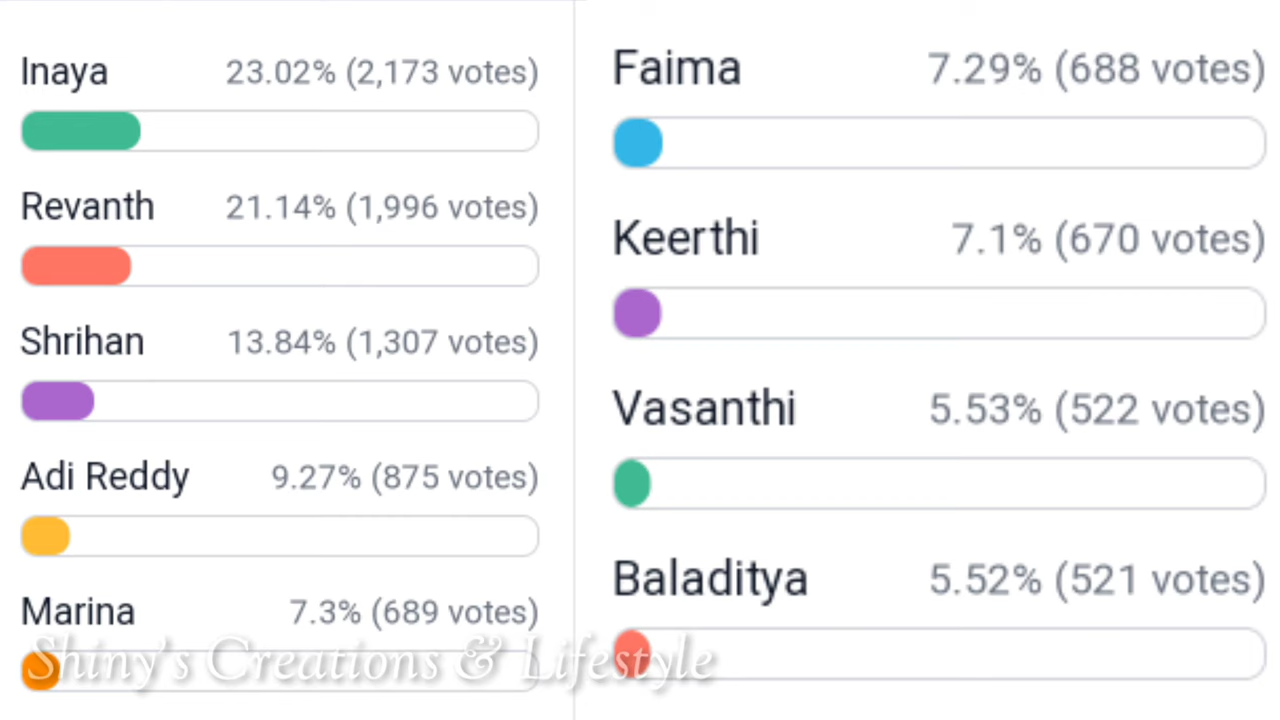 Inaya 23.02% (2,173 votes)
Revanth 21.14% (1,996 votes)
Shrihan 13.84% (1,307 votes)
Adi Reddy 9.27% (875 votes)
Marina 7.3% (689 votes)
Faima 7.29% (688 votes)
Keerthi 7.1% (670 votes)
Vasanthi 5.53% (522 votes)
Baladitya 5.52% (521 votes)
Shiny's Creations & Lifestyle